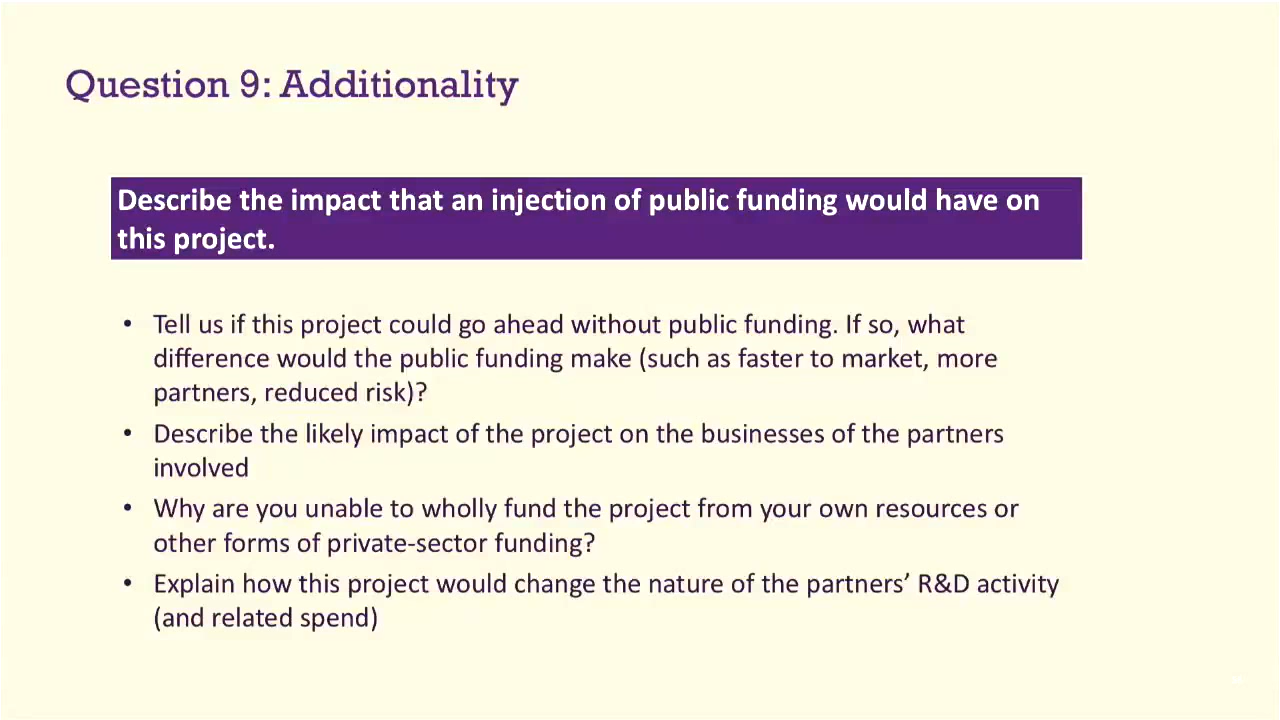 Question 9: Additionality
Describe the impact that an injection of public funding would have on
this project.
• Tell us if this project could go ahead without public funding. If so, what
difference would the public funding make (such as faster to market, more
partners, reduced risk)?
• Describe the likely impact of the project on the businesses of the partners
involved
• Why are you unable to wholly fund the project from your own resources or
other forms of private-sector funding?
• Explain how this project would change the nature of the partners’ R&D activity
(and related spend)